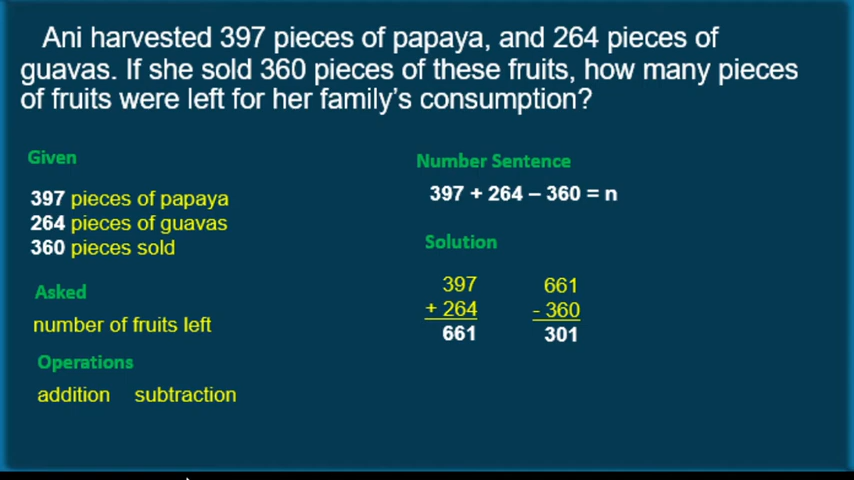 Ani harvested 397 pieces of papaya, and 264 pieces of
guavas. If she sold 360 pieces of these fruits, how many pieces
of fruits were left for her family's consumption?
Given
397 pieces of papaya
264 pieces of guavas
360 pieces sold
Asked
number of fruits left
Operations
addition subtraction
Number Sentence
397 + 264 – 360 = n
Solution
397 661
+ 264 - 360
661 301